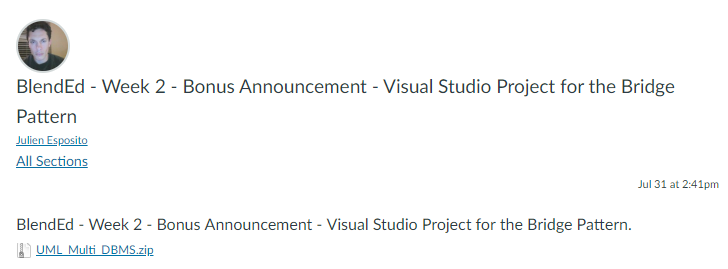 BlendEd - Week 2 - Bonus Announcement - Visual Studio Project for the Bridge
Pattern
Julien Esposito
All Sections
Jul 31 at 2:41pm
BlendEd - Week 2 - Bonus Announcement - Visual Studio Project for the Bridge Pattern.
UML_Multi_DBMS.zip